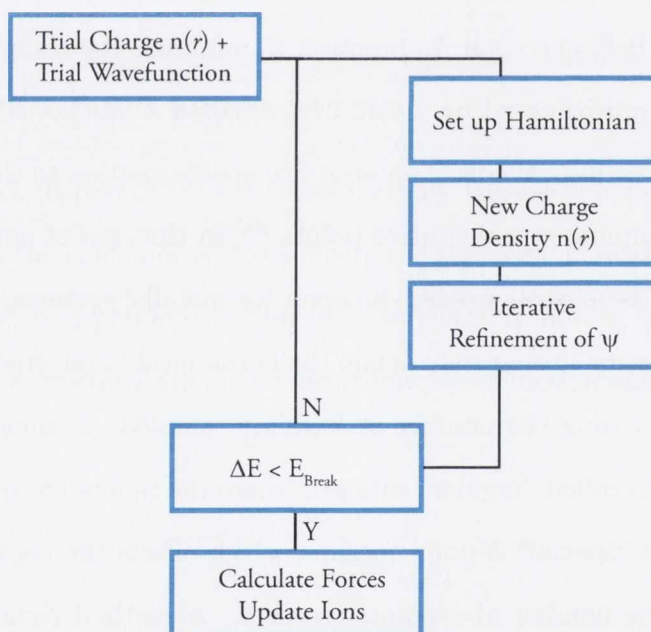 Trial Charge n(r) +
Trial Wavefunction
Set up Hamiltonian
New Charge
Density n(r)
Iterative
Refinement of ψ
N
ΔE < E_Break
Y
Calculate Forces
Update Ions